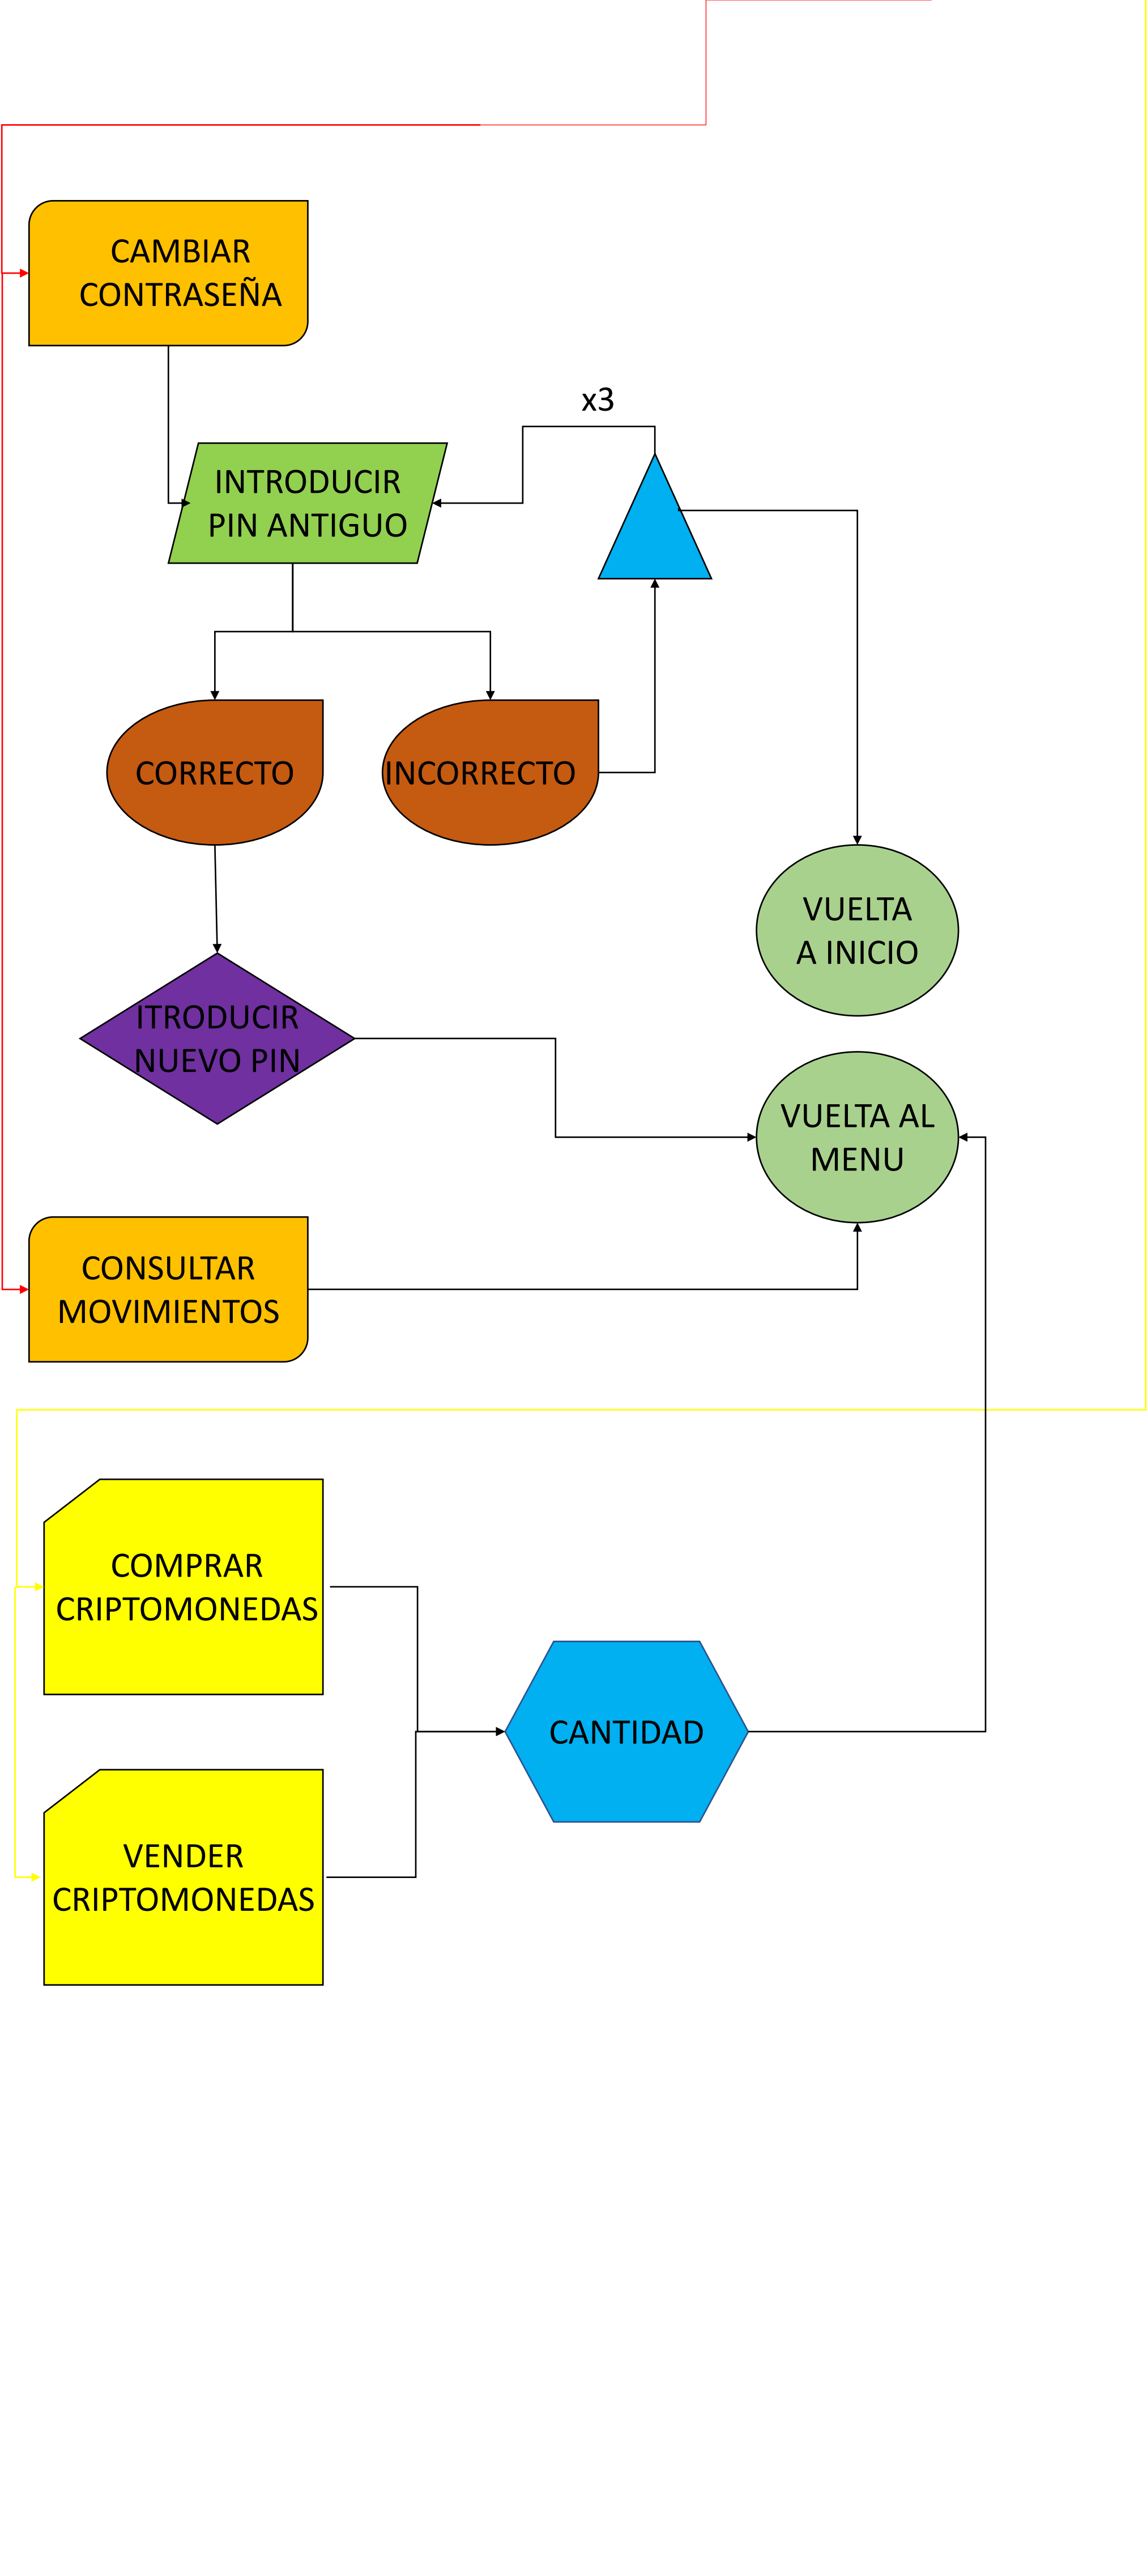 CAMBIAR
CONTRASEÑA
x3
INTRODUCIR
PIN ANTIGUO
CORRECTO
INCORRECTO
VUELTA
A INICIO
ITRODUCIR
NUEVO PIN
VUELTA AL
MENU
CONSULTAR
MOVIMIENTOS
COMPRAR
CRIPTOMONEDAS
CANTIDAD
VENDER
CRIPTOMONEDAS